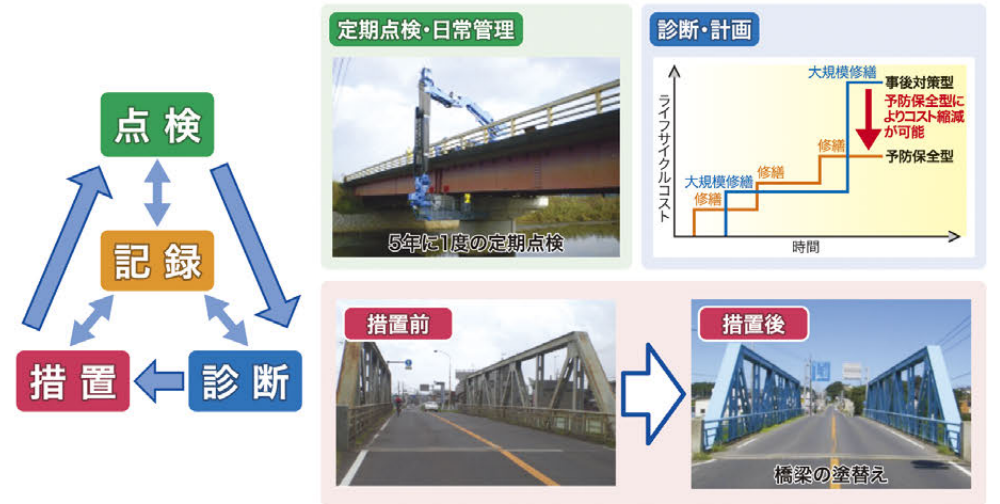 点検
記録
措置
診断
定期点検・日常管理
5年に1度の定期点検
診断・計画
ライフサイクルコスト
時間
大規模修繕
事後対策型
予防保全型に
よりコスト縮減
が可能
修繕
予防保全型
修繕
大規模修繕
修繕
措置前
措置後
橋梁の塗替え